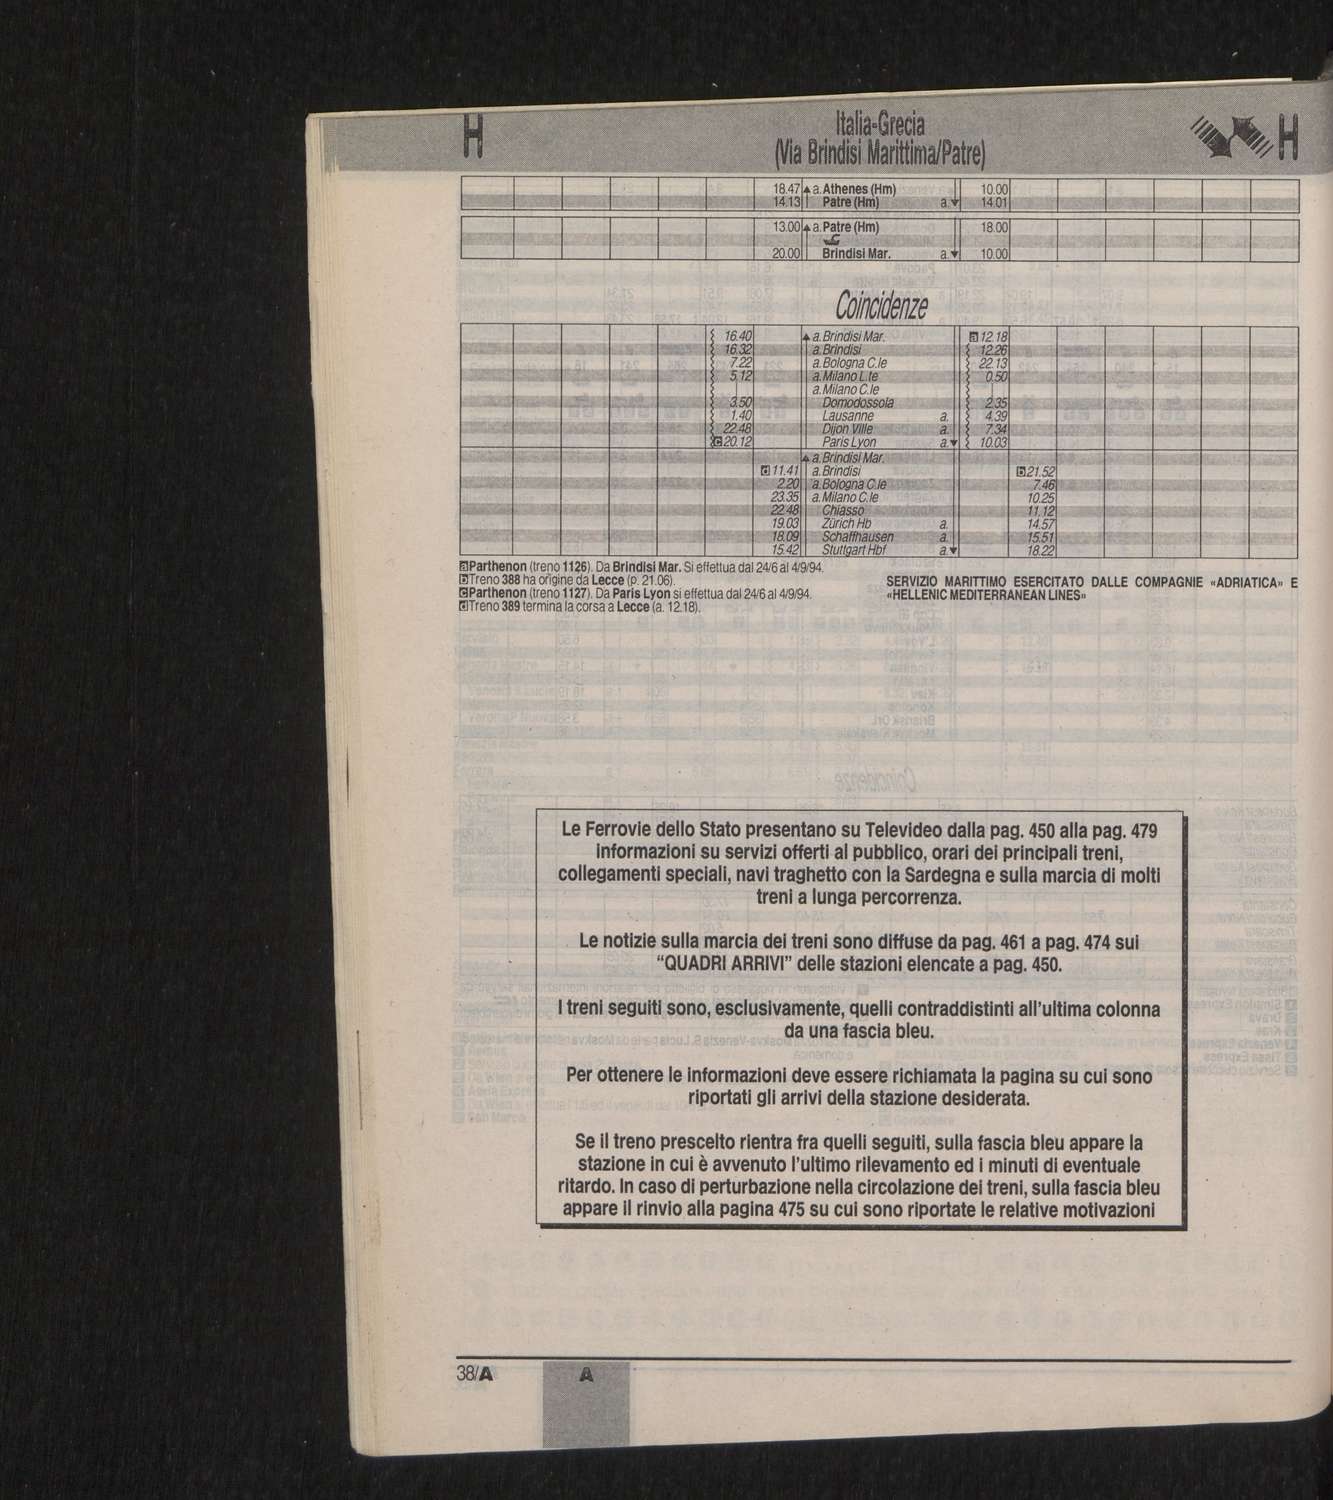 H Italia-Grecia H
(Via Brindisi Marittima/Patre)
18.47 a. Athenes (Hm) 10.00
14.13 Patre (Hm) a. 14.01
13.00 a. Patre (Hm) 18.00
20.00 Brindisi Mar. a. 10.00
Coincidenze
16.40 a. Brindisi Mar. a 12.18
16.32 a. Brindisi 12.26
7.22 a. Bologna C.le 22.13
5.12 a. Milano L.te 0.50
a. Milano C.le
3.50 Domodossola 2.35
1.40 Lausanne a. 4.39
22.48 Dijon Ville a. 7.34
c 20.12 Paris Lyon a. 10.03
a. Brindisi Mar.
d 11.41 a. Brindisi b 21.52
2.20 a. Bologna C.le 7.46
23.35 a. Milano C.le 10.25
22.48 Chiasso 11.12
19.03 Zürich Hb a. 14.57
18.09 Schaffhausen a. 15.51
15.42 Stuttgart Hbf a. 18.22
a Parthenon (treno 1126). Da Brindisi Mar. Si effettua dal 24/6 al 4/9/94.
b Treno 388 ha origine da Lecce (p. 21.06).
c Parthenon (treno 1127). Da Paris Lyon si effettua dal 24/6 al 4/9/94.
d Treno 389 termina la corsa a Lecce (a. 12.18).
SERVIZIO MARITTIMO ESERCITATO DALLE COMPAGNIE «ADRIATICA» E
«HELLENIC MEDITERRANEAN LINES»
Le Ferrovie dello Stato presentano su Televideo dalla pag. 450 alla pag. 479
informazioni su servizi offerti al pubblico, orari dei principali treni,
collegamenti speciali, navi traghetto con la Sardegna e sulla marcia di molti
treni a lunga percorrenza.
Le notizie sulla marcia dei treni sono diffuse da pag. 461 a pag. 474 sui
“QUADRI ARRIVI” delle stazioni elencate a pag. 450.
I treni seguiti sono, esclusivamente, quelli contraddistinti all’ultima colonna
da una fascia bleu.
Per ottenere le informazioni deve essere richiamata la pagina su cui sono
riportati gli arrivi della stazione desiderata.
Se il treno prescelto rientra fra quelli seguiti, sulla fascia bleu appare la
stazione in cui è avvenuto l’ultimo rilevamento ed i minuti di eventuale
ritardo. In caso di perturbazione nella circolazione dei treni, sulla fascia bleu
appare il rinvio alla pagina 475 su cui sono riportate le relative motivazioni
38/A A